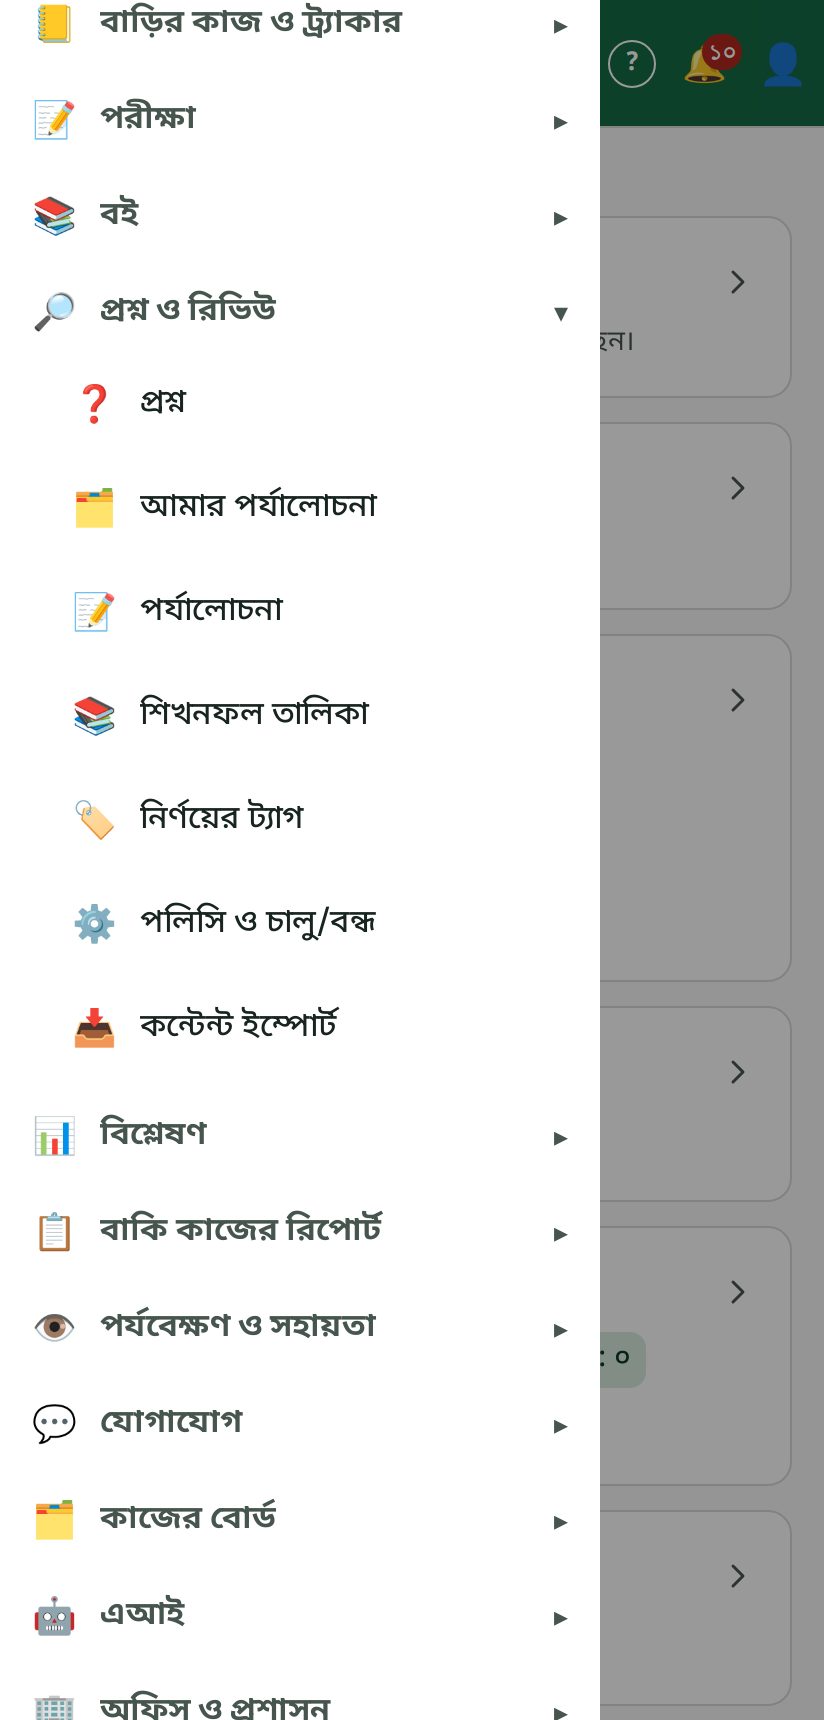 বাড়ির কাজ ও ট্র্যাকার
?
১০
পরীক্ষা
বই
প্রশ্ন ও রিভিউ
প্রশ্ন
আমার পর্যালোচনা
পর্যালোচনা
শিখনফল তালিকা
নির্ণয়ের ট্যাগ
পলিসি ও চালু/বন্ধ
কন্টেন্ট ইম্পোর্ট
বিশ্লেষণ
বাকি কাজের রিপোর্ট
পর্যবেক্ষণ ও সহায়তা
: ০
যোগাযোগ
কাজের বোর্ড
এআই
অফিস ও প্রশাসন